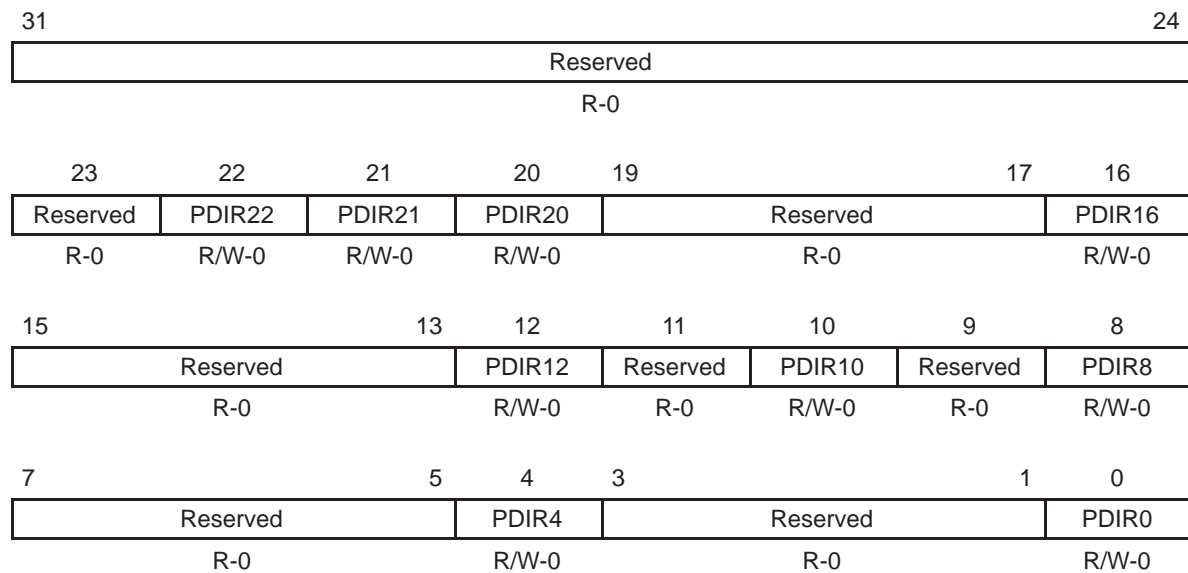 31 24
Reserved
R-0
23 22 21 20 19 17 16
Reserved PDIR22 PDIR21 PDIR20 Reserved PDIR16
R-0 R/W-0 R/W-0 R/W-0 R-0 R/W-0
15 13 12 11 10 9 8
Reserved PDIR12 Reserved PDIR10 Reserved PDIR8
R-0 R/W-0 R-0 R/W-0 R-0 R/W-0
7 5 4 3 1 0
Reserved PDIR4 Reserved PDIR0
R-0 R/W-0 R-0 R/W-0